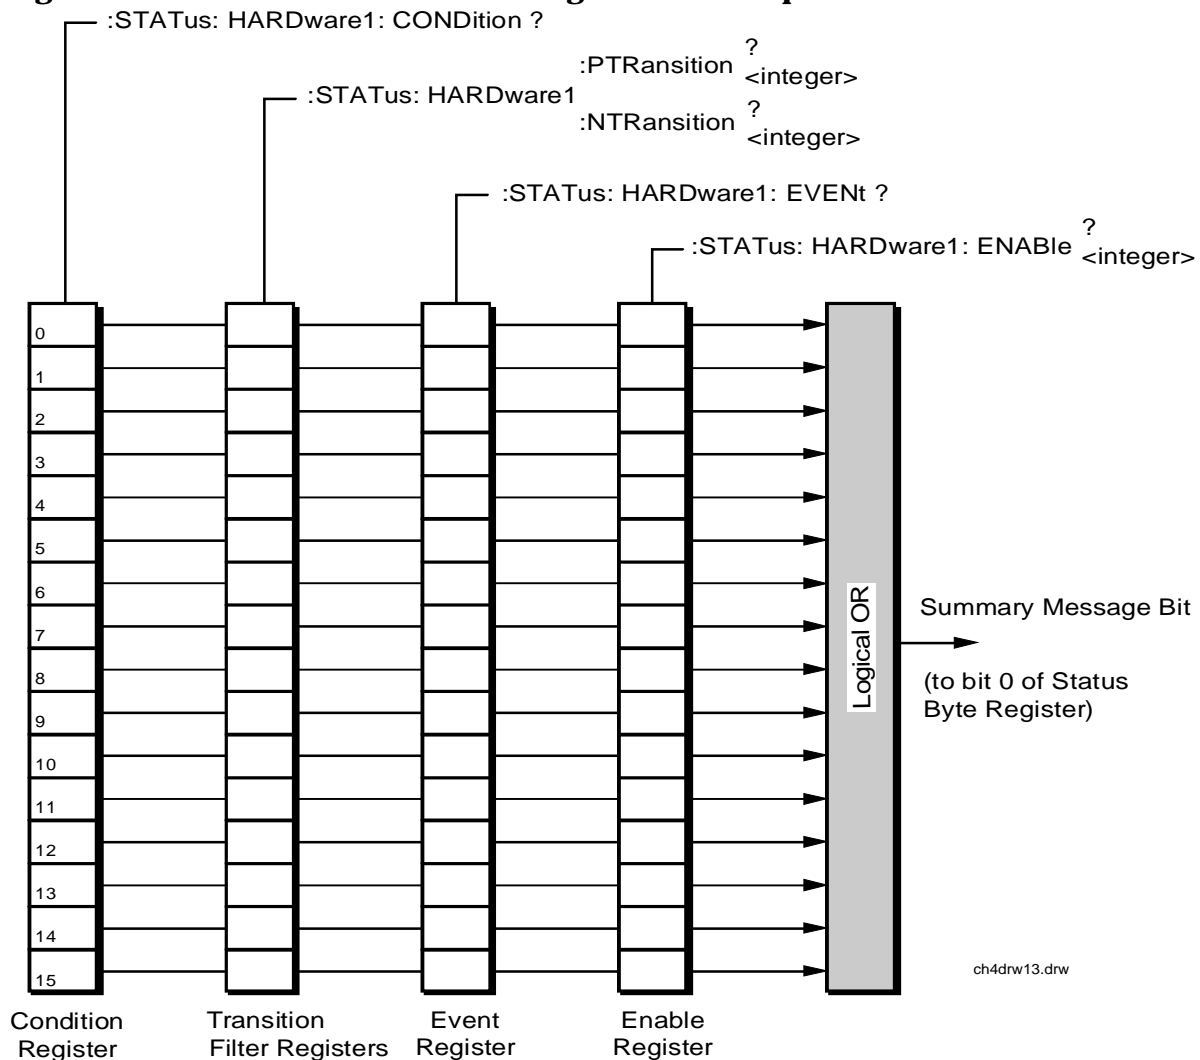 :STATus: HARDware1: CONDition ?
?
:PTRansition <integer>
:STATus: HARDware1
?
:NTRansition <integer>
:STATus: HARDware1: EVENt ?
?
:STATus: HARDware1: ENABle <integer>
0
1
2
3
4
5
6
7
8
9
10
11
12
13
14
15
Logical OR
Summary Message Bit
(to bit 0 of Status
Byte Register)
ch4drw13.drw
Condition
Register
Transition
Filter Registers
Event
Register
Enable
Register